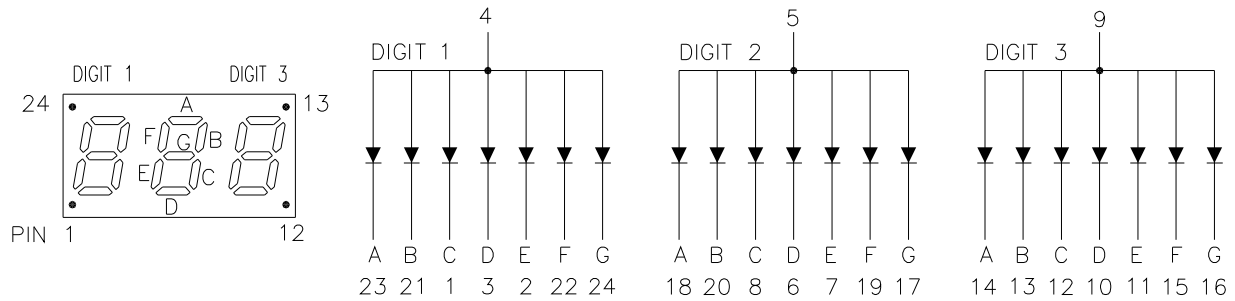 DIGIT 1 DIGIT 3
24 13
A
F B
G
E C
D
PIN 1 12
4
DIGIT 1
A B C D E F G
23 21 1 3 2 22 24
5
DIGIT 2
A B C D E F G
18 20 8 6 7 19 17
9
DIGIT 3
A B C D E F G
14 13 12 10 11 15 16